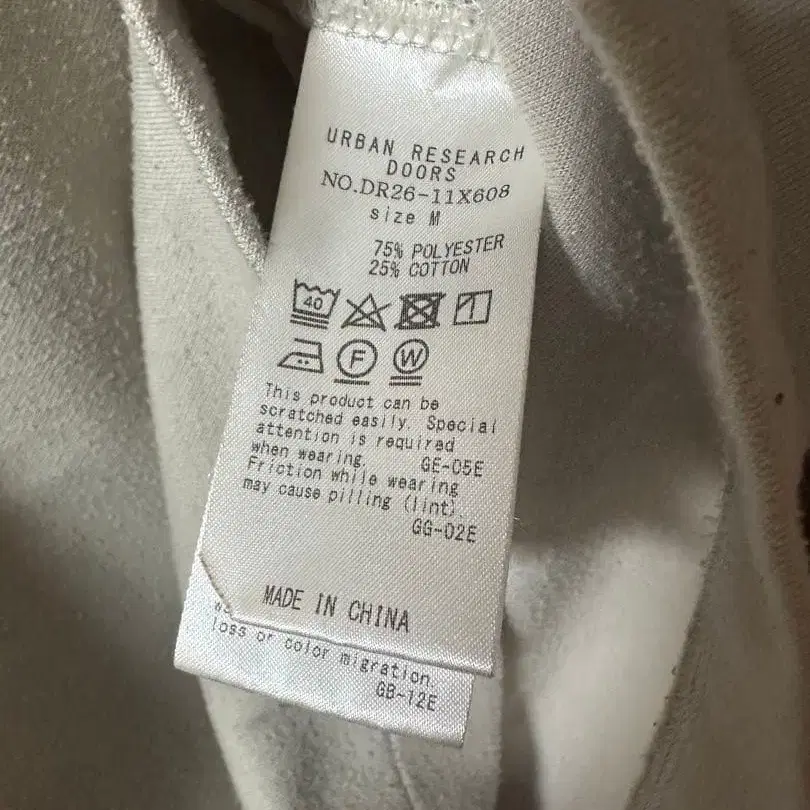 URBAN RESEARCH
DOORS
NO.DR26-11X608
size M
75% POLYESTER
25% COTTON
40
F W
This product can be
scratched easily. Special
attention is required
when wearing. GE-05E
Friction while wearing
may cause pilling (lint).
GG-02E
MADE IN CHINA
loss or color migration.
GB-12E